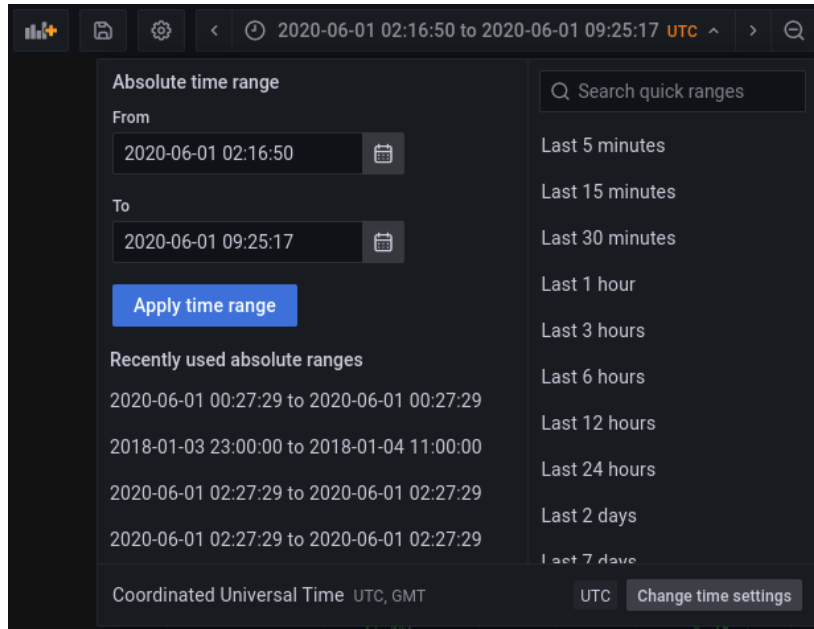 2020-06-01 02:16:50 to 2020-06-01 09:25:17 UTC
Absolute time range
From
2020-06-01 02:16:50
To
2020-06-01 09:25:17
Apply time range
Recently used absolute ranges
2020-06-01 00:27:29 to 2020-06-01 00:27:29
2018-01-03 23:00:00 to 2018-01-04 11:00:00
2020-06-01 02:27:29 to 2020-06-01 02:27:29
2020-06-01 02:27:29 to 2020-06-01 02:27:29
Search quick ranges
Last 5 minutes
Last 15 minutes
Last 30 minutes
Last 1 hour
Last 3 hours
Last 6 hours
Last 12 hours
Last 24 hours
Last 2 days
Last 7 days
Coordinated Universal Time UTC, GMT
UTC
Change time settings